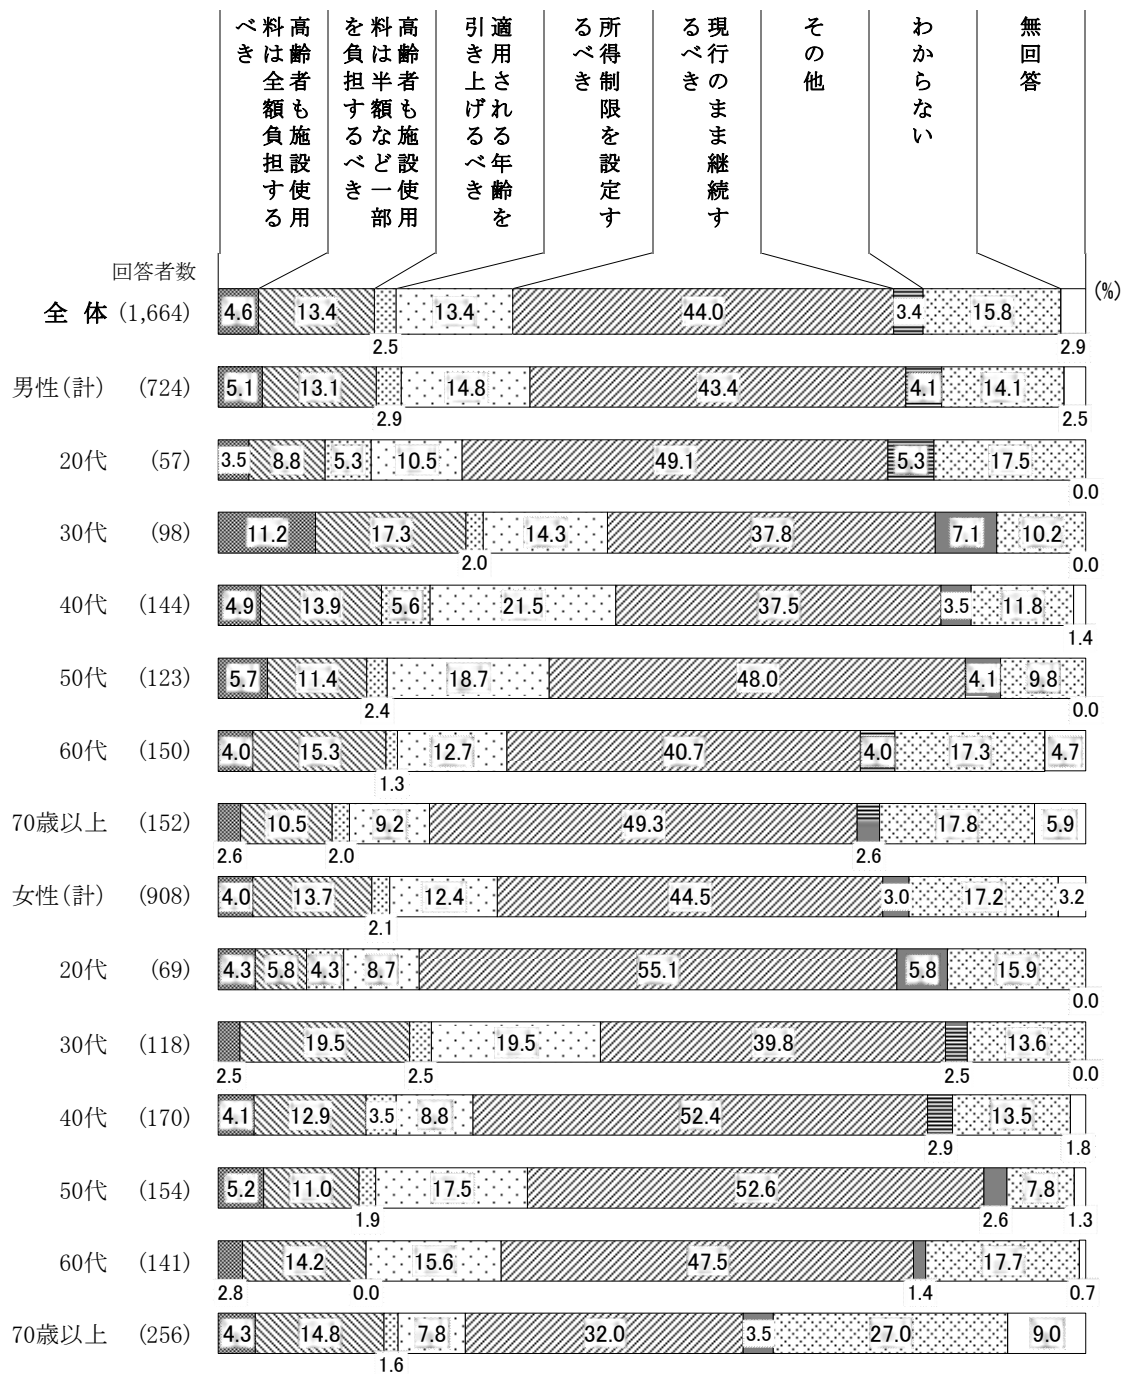 高齢者も施設使用
料は全額負担する
べき
高齢者も施設使用
料は半額など一部
を負担するべき
適用される年齢を
引き上げるべき
所得制限を設定す
るべき
現行のまま継続す
るべき
その他
わからない
無回答
回答者数
(%)
全 体 (1,664) 4.6 13.4 13.4 44.0 3.4 15.8
2.5 2.9
男性(計) (724) 5.1 13.1 14.8 43.4 4.1 14.1
2.9 2.5
20代 (57) 3.5 8.8 5.3 10.5 49.1 5.3 17.5
0.0
30代 (98) 11.2 17.3 14.3 37.8 7.1 10.2
2.0 0.0
40代 (144) 4.9 13.9 5.6 21.5 37.5 3.5 11.8
1.4
50代 (123) 5.7 11.4 18.7 48.0 4.1 9.8
2.4 0.0
60代 (150) 4.0 15.3 12.7 40.7 4.0 17.3 4.7
1.3
70歳以上 (152) 10.5 9.2 49.3 17.8 5.9
2.6 2.0 2.6
女性(計) (908) 4.0 13.7 12.4 44.5 3.0 17.2 3.2
2.1
20代 (69) 4.3 5.8 4.3 8.7 55.1 5.8 15.9
0.0
30代 (118) 19.5 19.5 39.8 13.6
2.5 2.5 2.5 0.0
40代 (170) 4.1 12.9 3.5 8.8 52.4 13.5
2.9 1.8
50代 (154) 5.2 11.0 17.5 52.6 7.8
1.9 2.6 1.3
60代 (141) 14.2 15.6 47.5 17.7
2.8 0.0 1.4 0.7
70歳以上 (256) 4.3 14.8 7.8 32.0 3.5 27.0 9.0
1.6